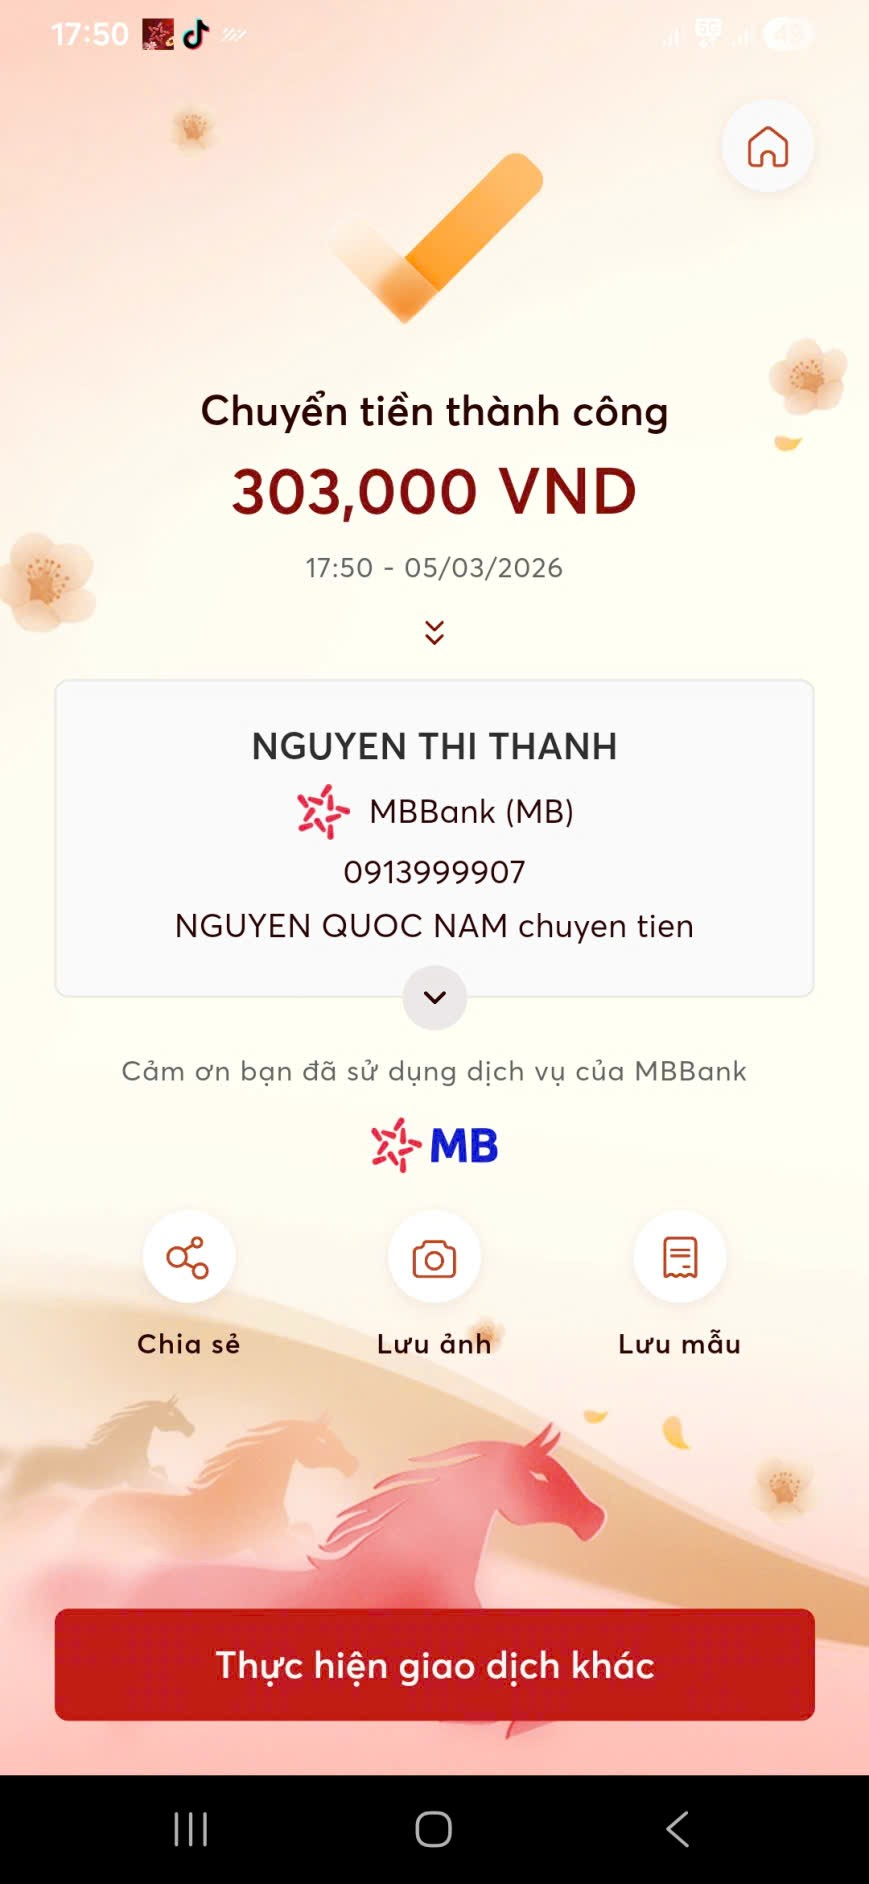 17:50
5G
49
Chuyển tiền thành công
303,000 VND
17:50 - 05/03/2026
NGUYEN THI THANH
MBBank (MB)
0913999907
NGUYEN QUOC NAM chuyen tien
Cảm ơn bạn đã sử dụng dịch vụ của MBBank
MB
Chia sẻ
Lưu ảnh
Lưu mẫu
Thực hiện giao dịch khác